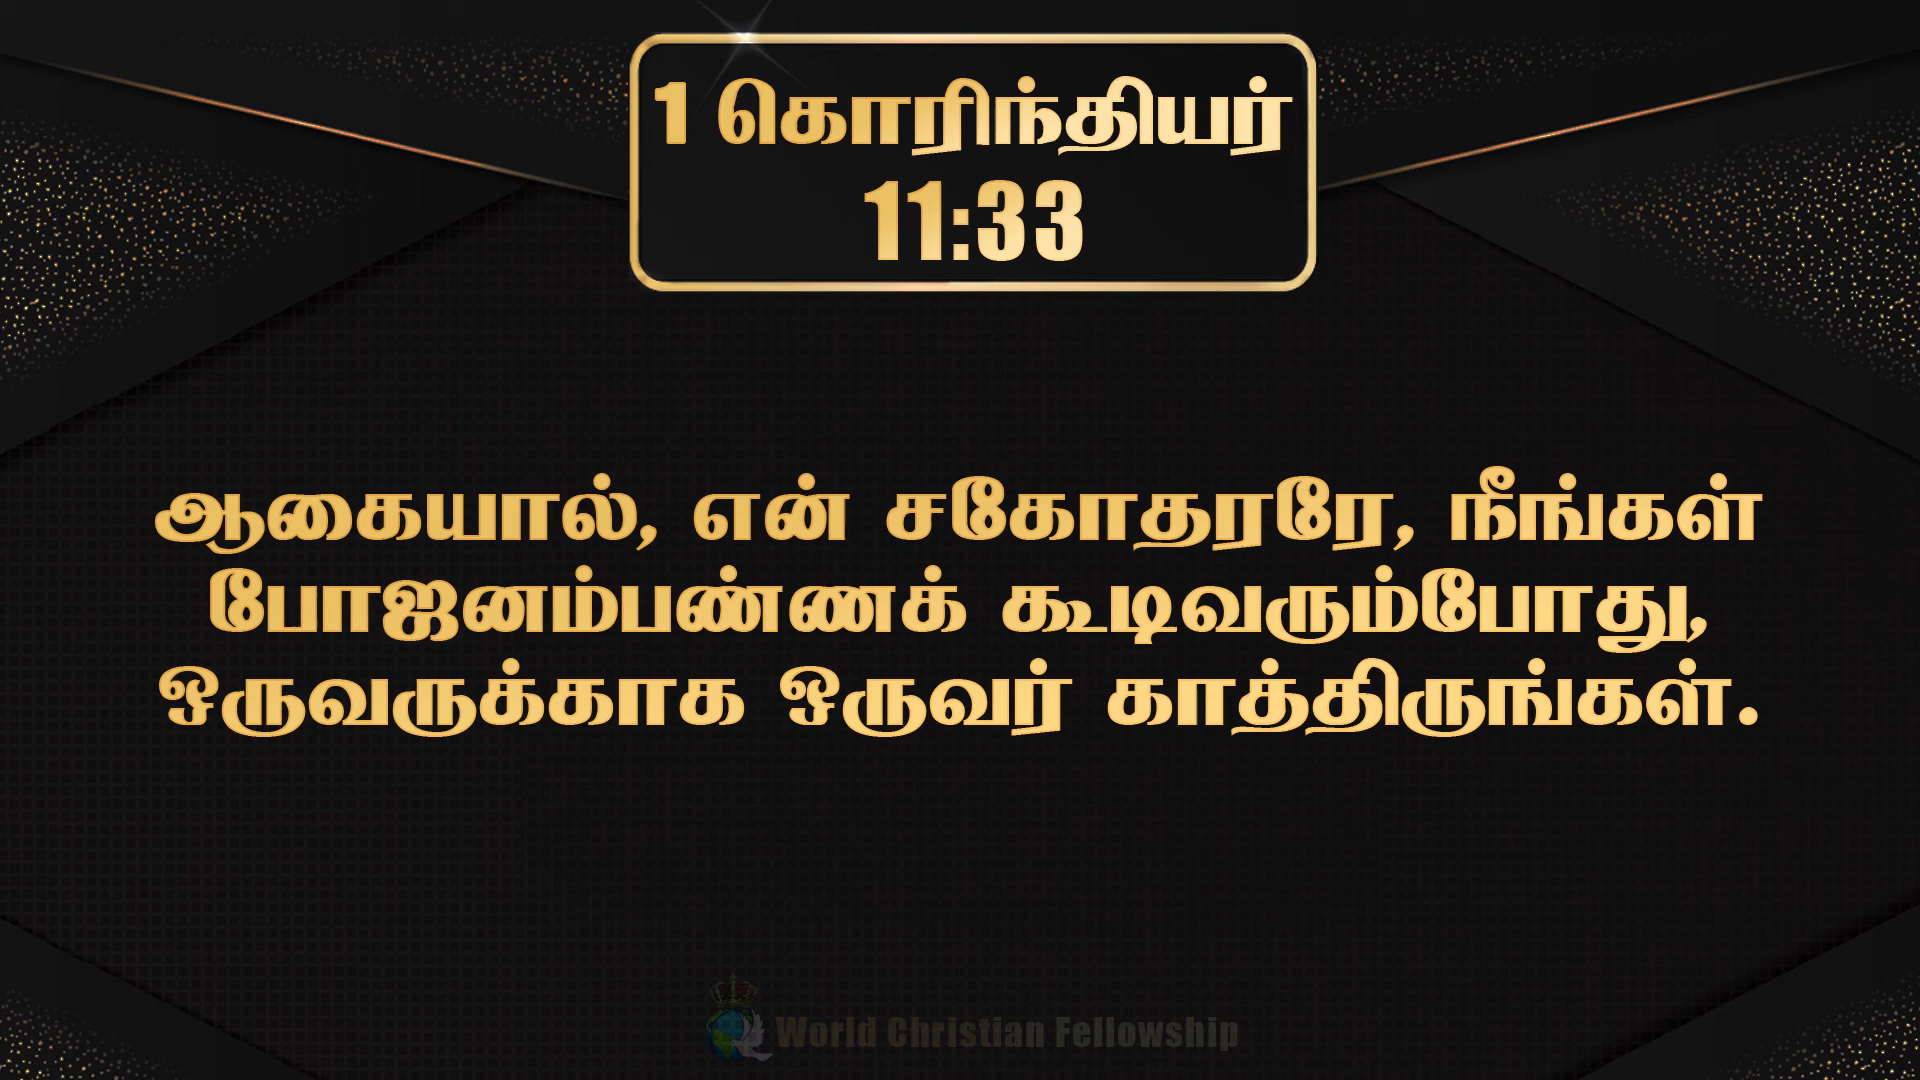 1 கொரிந்தியர்
11:33
ஆகையால், என் சகோதரரே, நீங்கள்
போஜனம்பண்ணக் கூடிவரும்போது,
ஒருவருக்காக ஒருவர் காத்திருங்கள்.
World Christian Fellowship